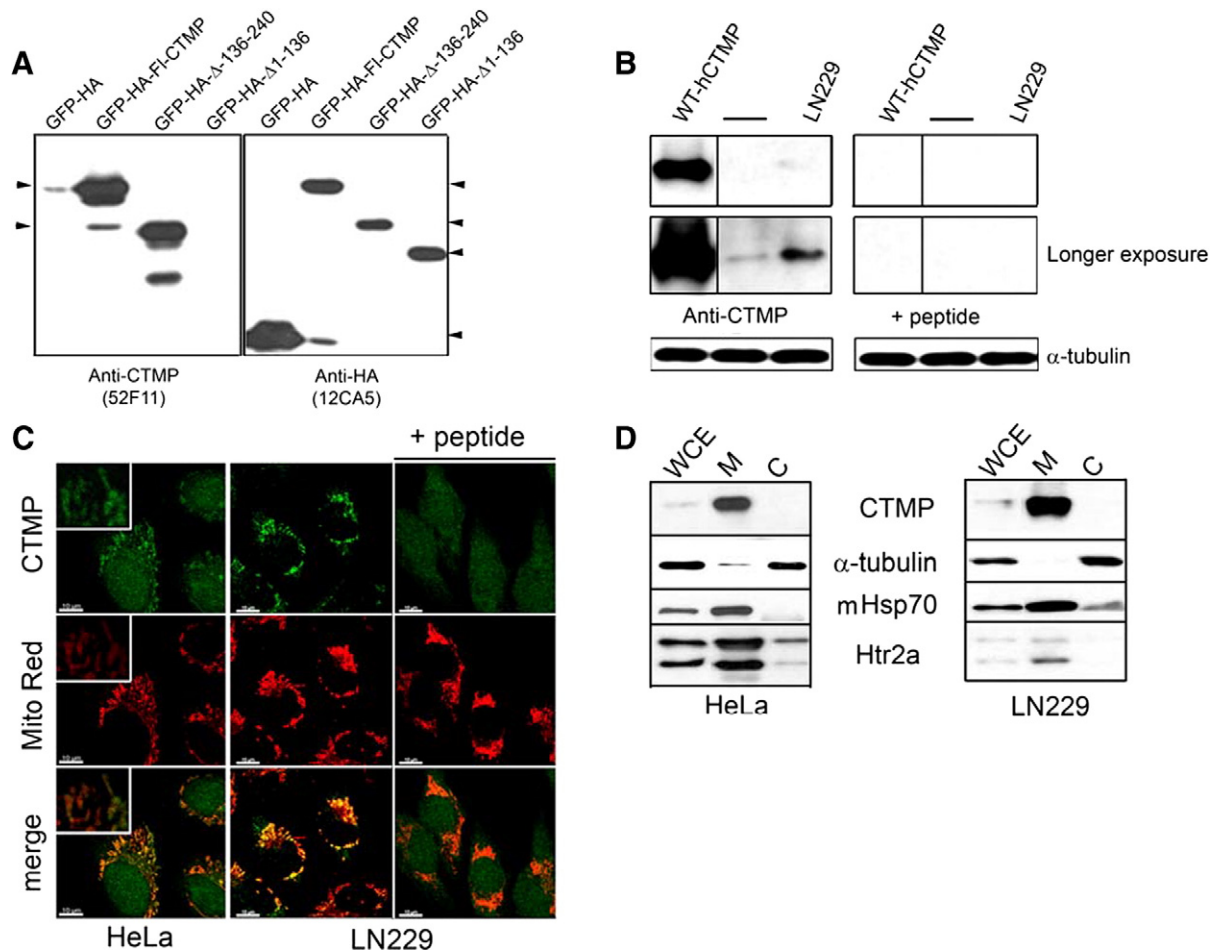 A
GFP-HA
GFP-HA-Fl-CTMP
GFP-HA-Δ-136-240
GFP-HA-Δ1-136
GFP-HA
GFP-HA-Fl-CTMP
GFP-HA-Δ-136-240
GFP-HA-Δ1-136
Anti-CTMP
(52F11)
Anti-HA
(12CA5)
B
WT-hCTMP
LN229
WT-hCTMP
LN229
Longer exposure
Anti-CTMP
+ peptide
α-tubulin
C
+ peptide
CTMP
Mito Red
merge
HeLa
LN229
D
WCE
M
C
WCE
M
C
CTMP
α-tubulin
mHsp70
Htr2a
HeLa
LN229